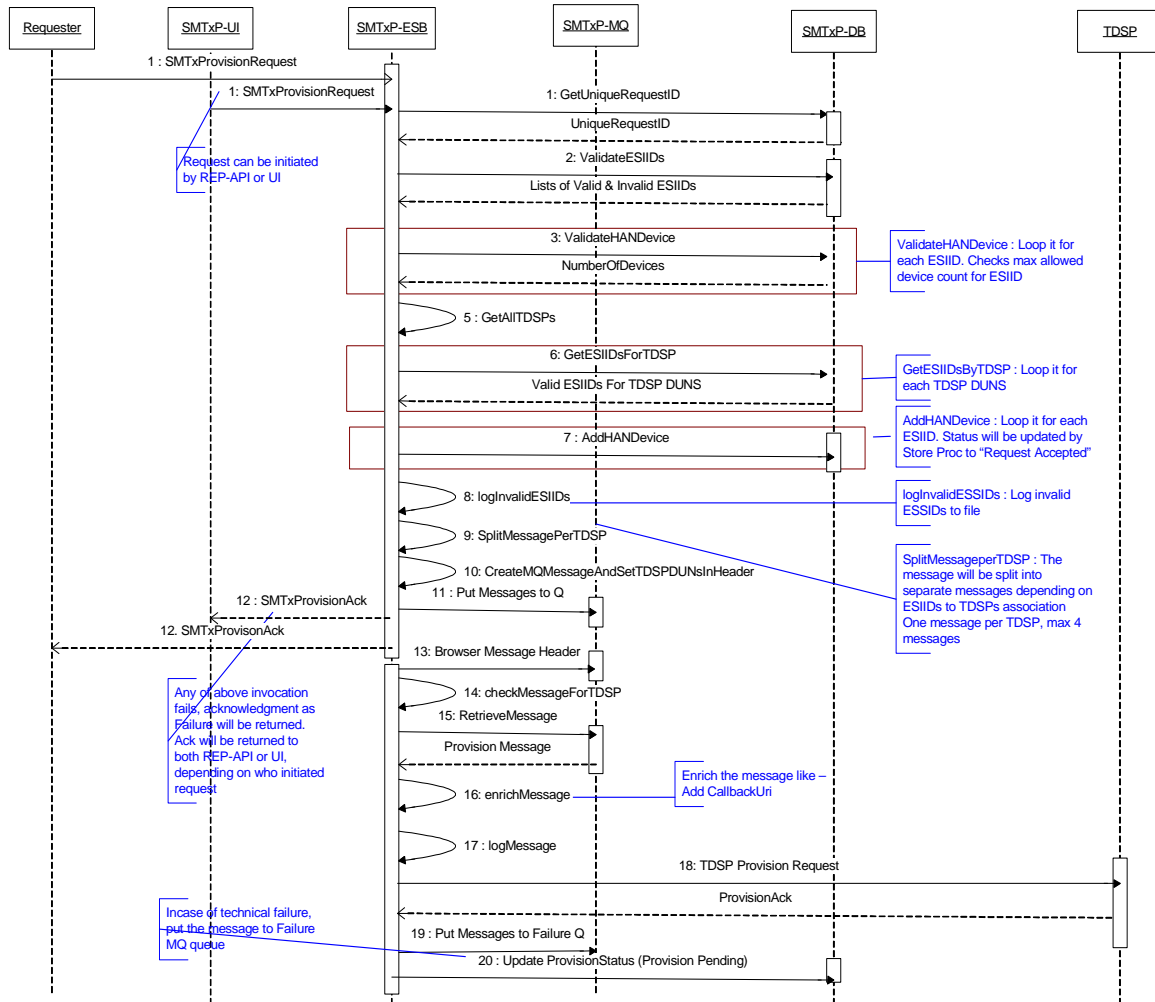 Requester
SMTxP-UI
SMTxP-ESB
SMTxP-MQ
SMTxP-DB
TDSP
1 : SMTxProvisionRequest
1: SMTxProvisionRequest
1: GetUniqueRequestID
UniqueRequestID
Request can be initiated
by REP-API or UI
2: ValidateESIIDs
Lists of Valid & Invalid ESIIDs
3: ValidateHANDevice
NumberOfDevices
ValidateHANDevice : Loop it for
each ESIID. Checks max allowed
device count for ESIID
5 : GetAllTDSPs
6: GetESIIDsForTDSP
Valid ESIIDs For TDSP DUNS
GetESIIDsByTDSP : Loop it for
each TDSP DUNS
7 : AddHANDevice
AddHANDevice : Loop it for each
ESIID. Status will be updated by
Store Proc to “Request Accepted”
8 : logInvalidESIIDs
logInvalidESSIDs : Log invalid
ESSIDs to file
9 : SplitMessagePerTDSP
10 : CreateMQMessageAndSetTDSPDUNsInHeader
SplitMessageperTDSP : The
message will be split into
separate messages depending on
ESIIDs to TDSPs association
One message per TDSP, max 4
messages
11 : Put Messages to Q
12 : SMTxProvisionAck
12. SMTxProvisonAck
13: Browser Message Header
14: checkMessageForTDSP
Any of above invocation
fails, acknowledgment as
Failure will be returned.
Ack will be returned to
both REP-API or UI,
depending on who initiated
request
15: RetrieveMessage
Provision Message
16: enrichMessage
Enrich the message like –
Add CallbackUri
17 : logMessage
18: TDSP Provision Request
ProvisionAck
Incase of technical failure,
put the message to Failure
MQ queue
19 : Put Messages to Failure Q
20 : Update ProvisionStatus (Provision Pending)